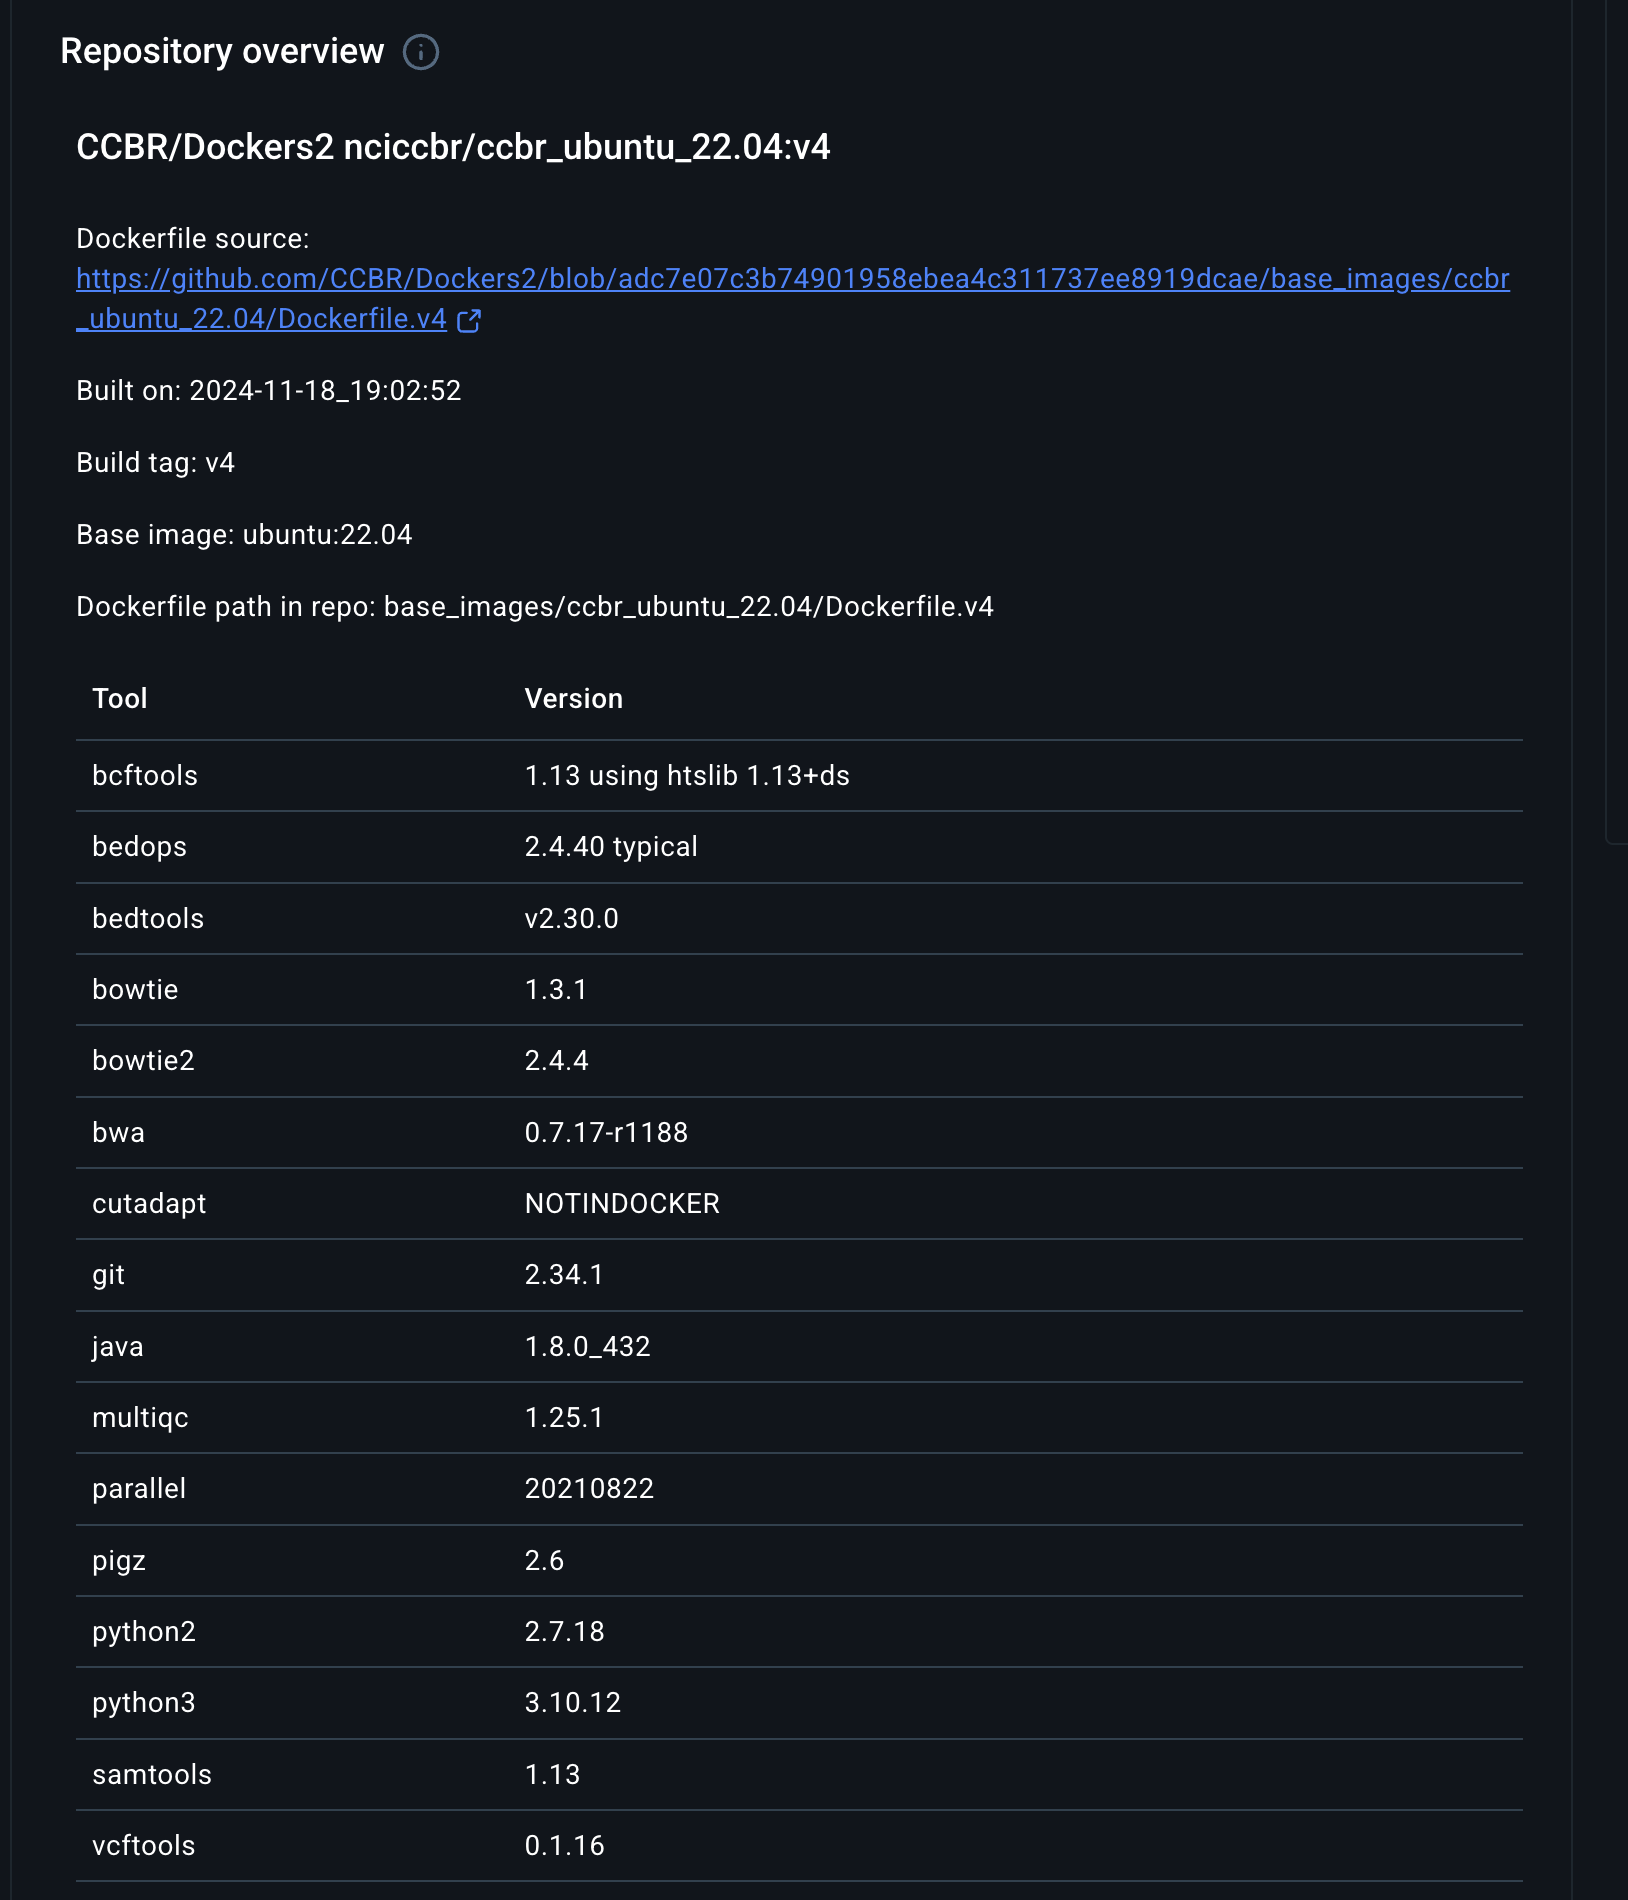 Repository overview
CCBR/Dockers2 nciccbr/ccbr_ubuntu_22.04:v4
Dockerfile source:
https://github.com/CCBR/Dockers2/blob/adc7e07c3b74901958ebea4c311737ee8919dcae/base_images/ccbr
_ubuntu_22.04/Dockerfile.v4
Built on: 2024-11-18_19:02:52
Build tag: v4
Base image: ubuntu:22.04
Dockerfile path in repo: base_images/ccbr_ubuntu_22.04/Dockerfile.v4
Tool Version
bcftools 1.13 using htslib 1.13+ds
bedops 2.4.40 typical
bedtools v2.30.0
bowtie 1.3.1
bowtie2 2.4.4
bwa 0.7.17-r1188
cutadapt NOTINDOCKER
git 2.34.1
java 1.8.0_432
multiqc 1.25.1
parallel 20210822
pigz 2.6
python2 2.7.18
python3 3.10.12
samtools 1.13
vcftools 0.1.16